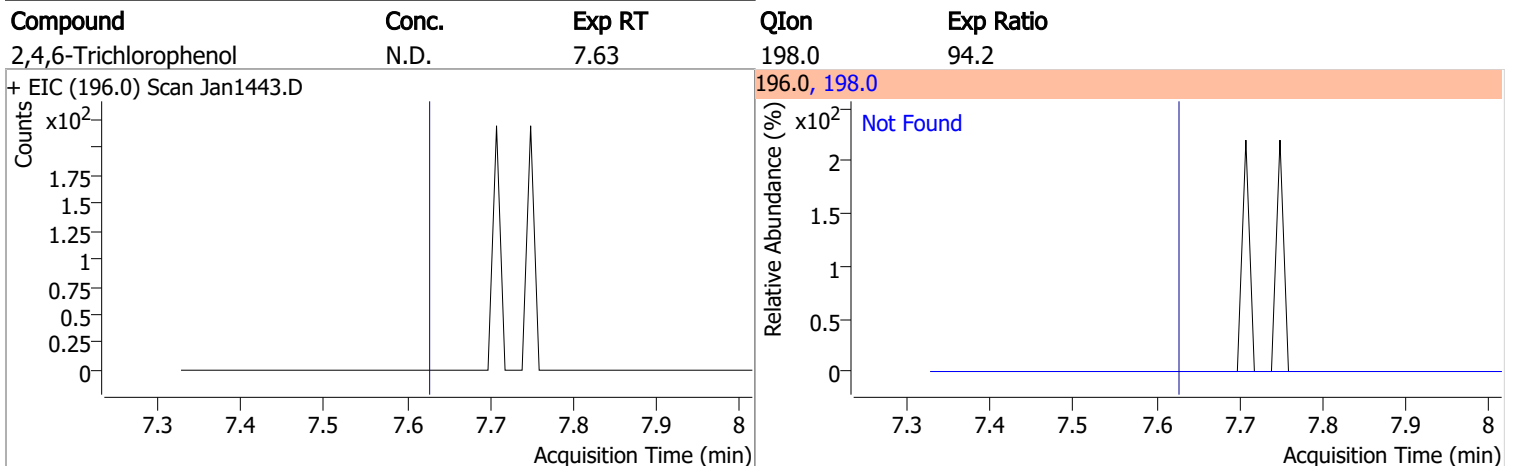 Compound Conc. Exp RT QIon Exp Ratio
2,4,6-Trichlorophenol N.D. 7.63 198.0 94.2
+ EIC (196.0) Scan Jan1443.D
Counts
x10²
1.75
1.5
1.25
1
0.75
0.5
0.25
0
7.3 7.4 7.5 7.6 7.7 7.8 7.9 8
Acquisition Time (min)
196.0, 198.0
Relative Abundance (%)
x10²
Not Found
2
1.5
1
0.5
0
7.3 7.4 7.5 7.6 7.7 7.8 7.9 8
Acquisition Time (min)